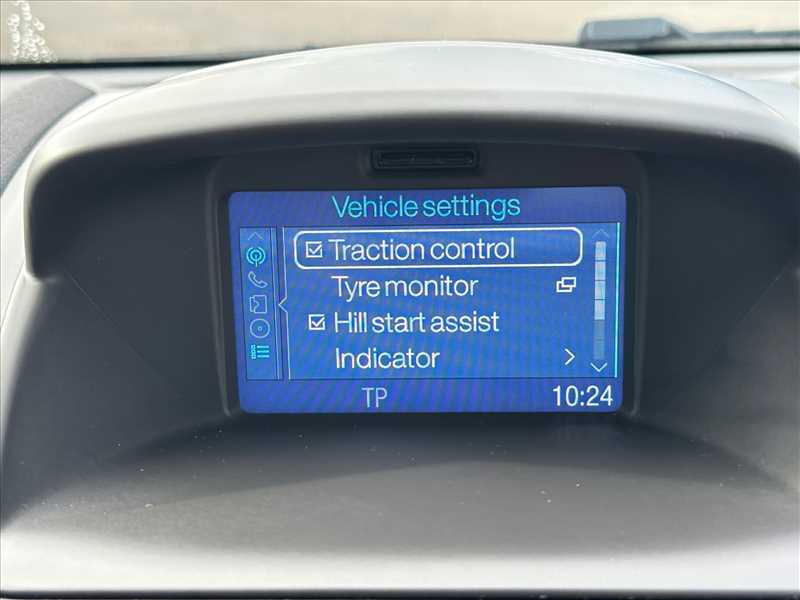 Vehicle settings
Traction control
Tyre monitor
Hill start assist
Indicator
TP 10:24